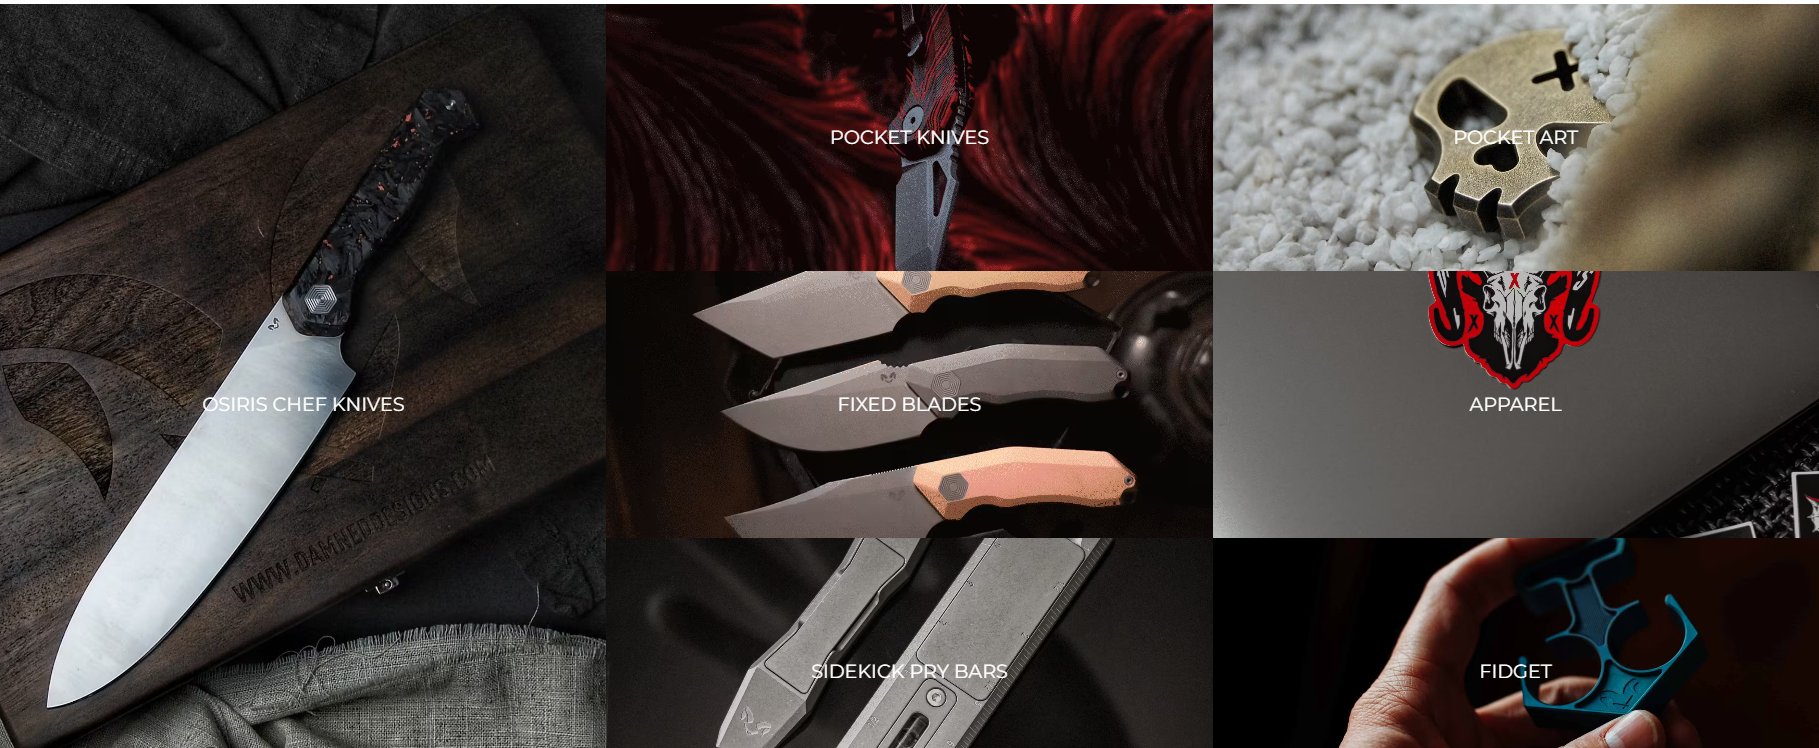 OSIRIS CHEF KNIVES
WWW.DAMNEDDESIGNS.COM
POCKET KNIVES
POCKET ART
FIXED BLADES
APPAREL
SIDEKICK PRY BARS
FIDGET